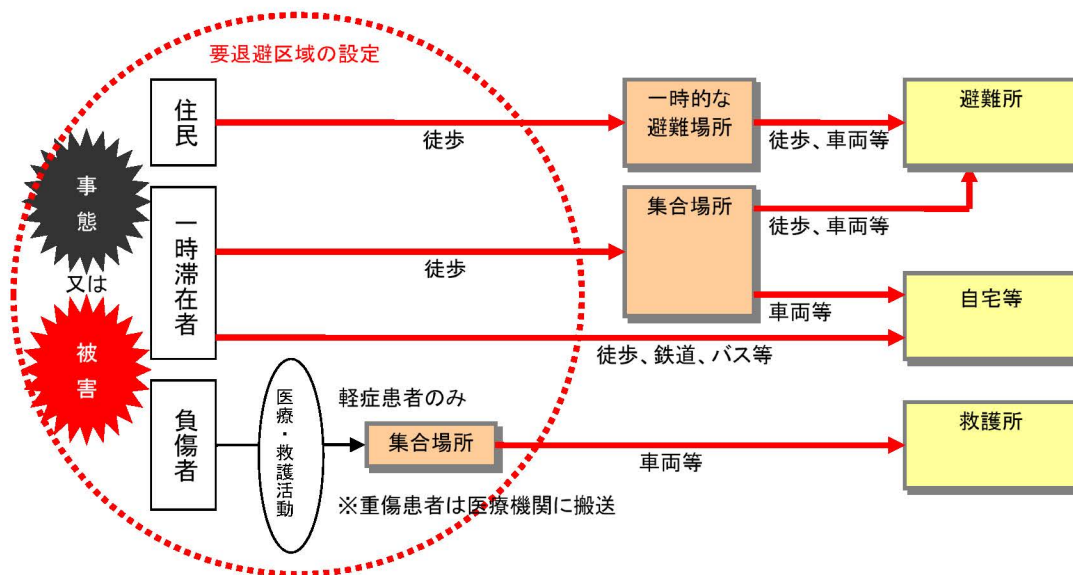 要退避区域の設定
事態
又は
被害
住民
徒歩
一時的な
避難場所
徒歩、車両等
避難所
一時滞在者
徒歩
集合場所
徒歩、車両等
車両等
自宅等
徒歩、鉄道、バス等
負傷者
医療・救護活動
軽症患者のみ
集合場所
車両等
救護所
※重傷患者は医療機関に搬送